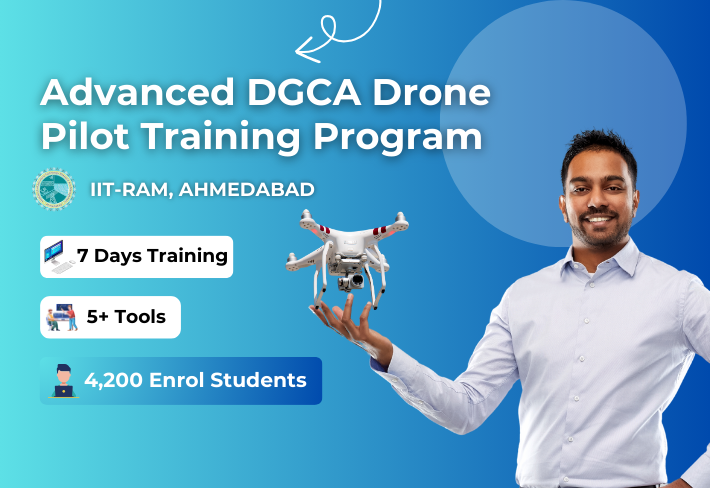 Advanced DGCA Drone
Pilot Training Program
IIT-RAM, AHMEDABAD
7 Days Training
5+ Tools
4,200 Enrol Students